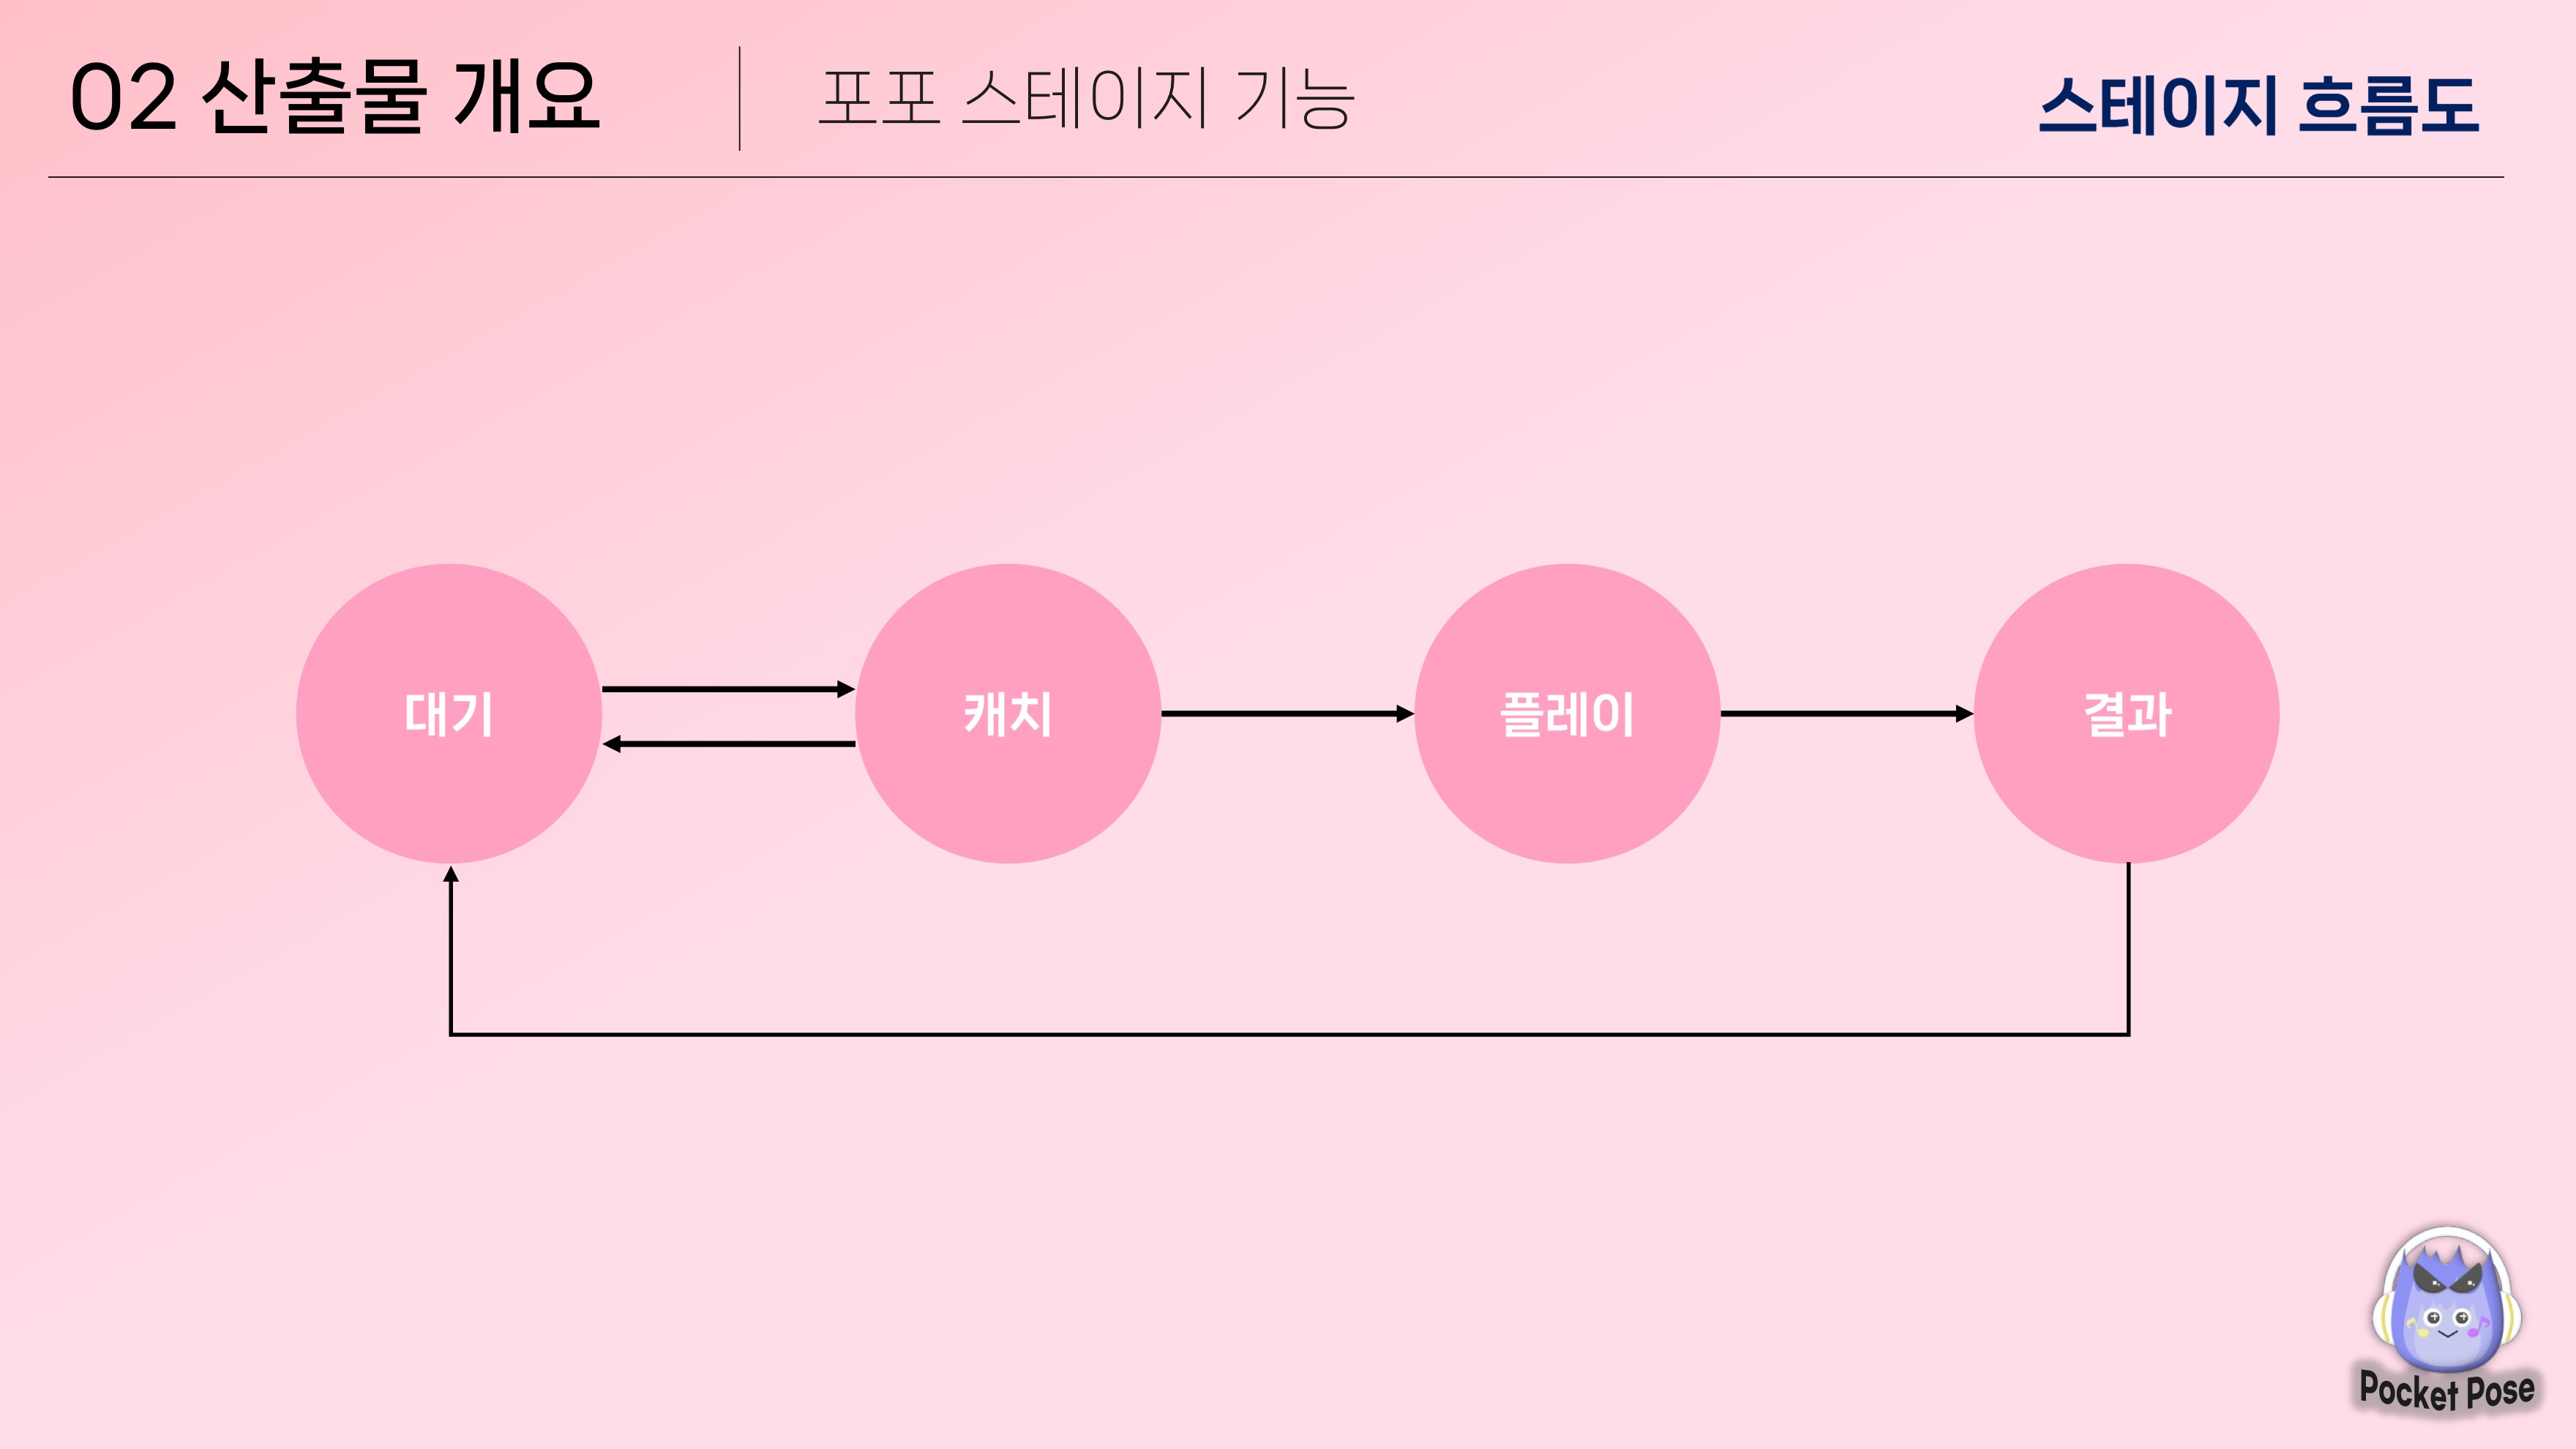 02 산출물 개요
포포 스테이지 기능
스테이지 흐름도
대기
캐치
플레이
결과
Pocket Pose